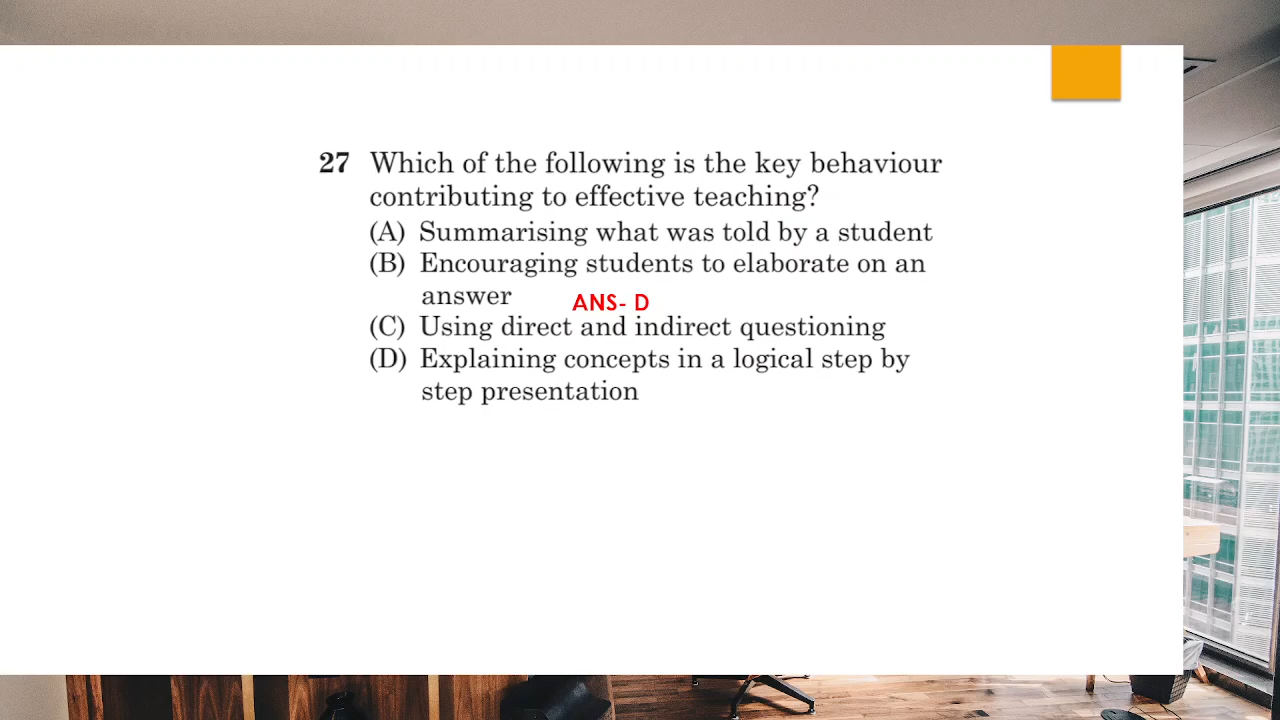 27 Which of the following is the key behaviour
contributing to effective teaching?
(A) Summarising what was told by a student
(B) Encouraging students to elaborate on an
answer
ANS- D
(C) Using direct and indirect questioning
(D) Explaining concepts in a logical step by
step presentation